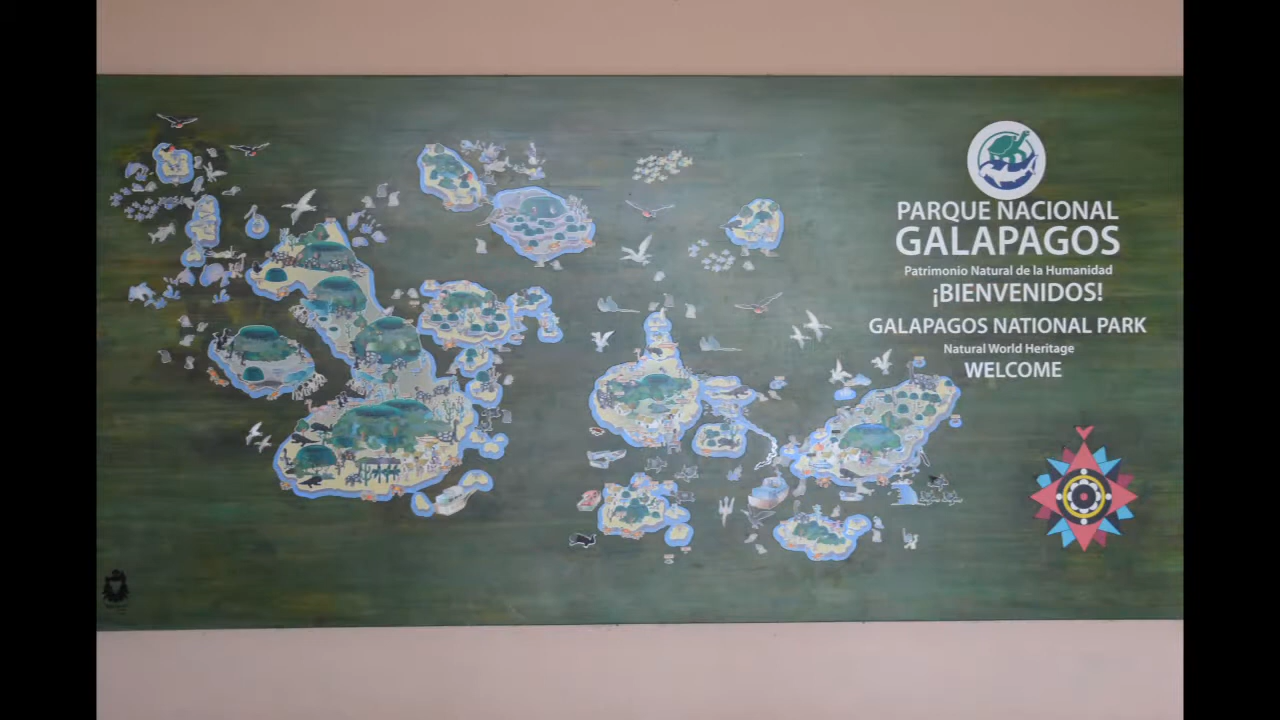 PARQUE NACIONAL
GALAPAGOS
Patrimonio Natural de la Humanidad
¡BIENVENIDOS!
GALAPAGOS NATIONAL PARK
Natural World Heritage
WELCOME